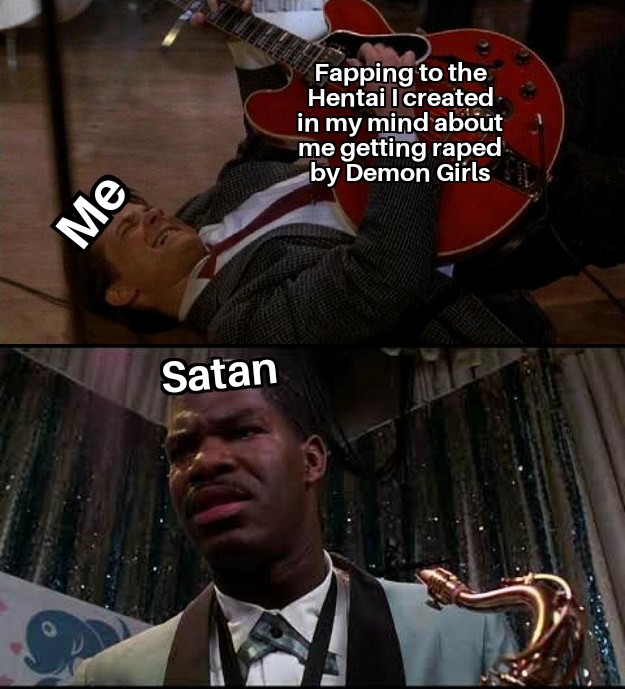 Fapping to the
Hentai I created
in my mind about
me getting raped
by Demon Girls
Me
Satan